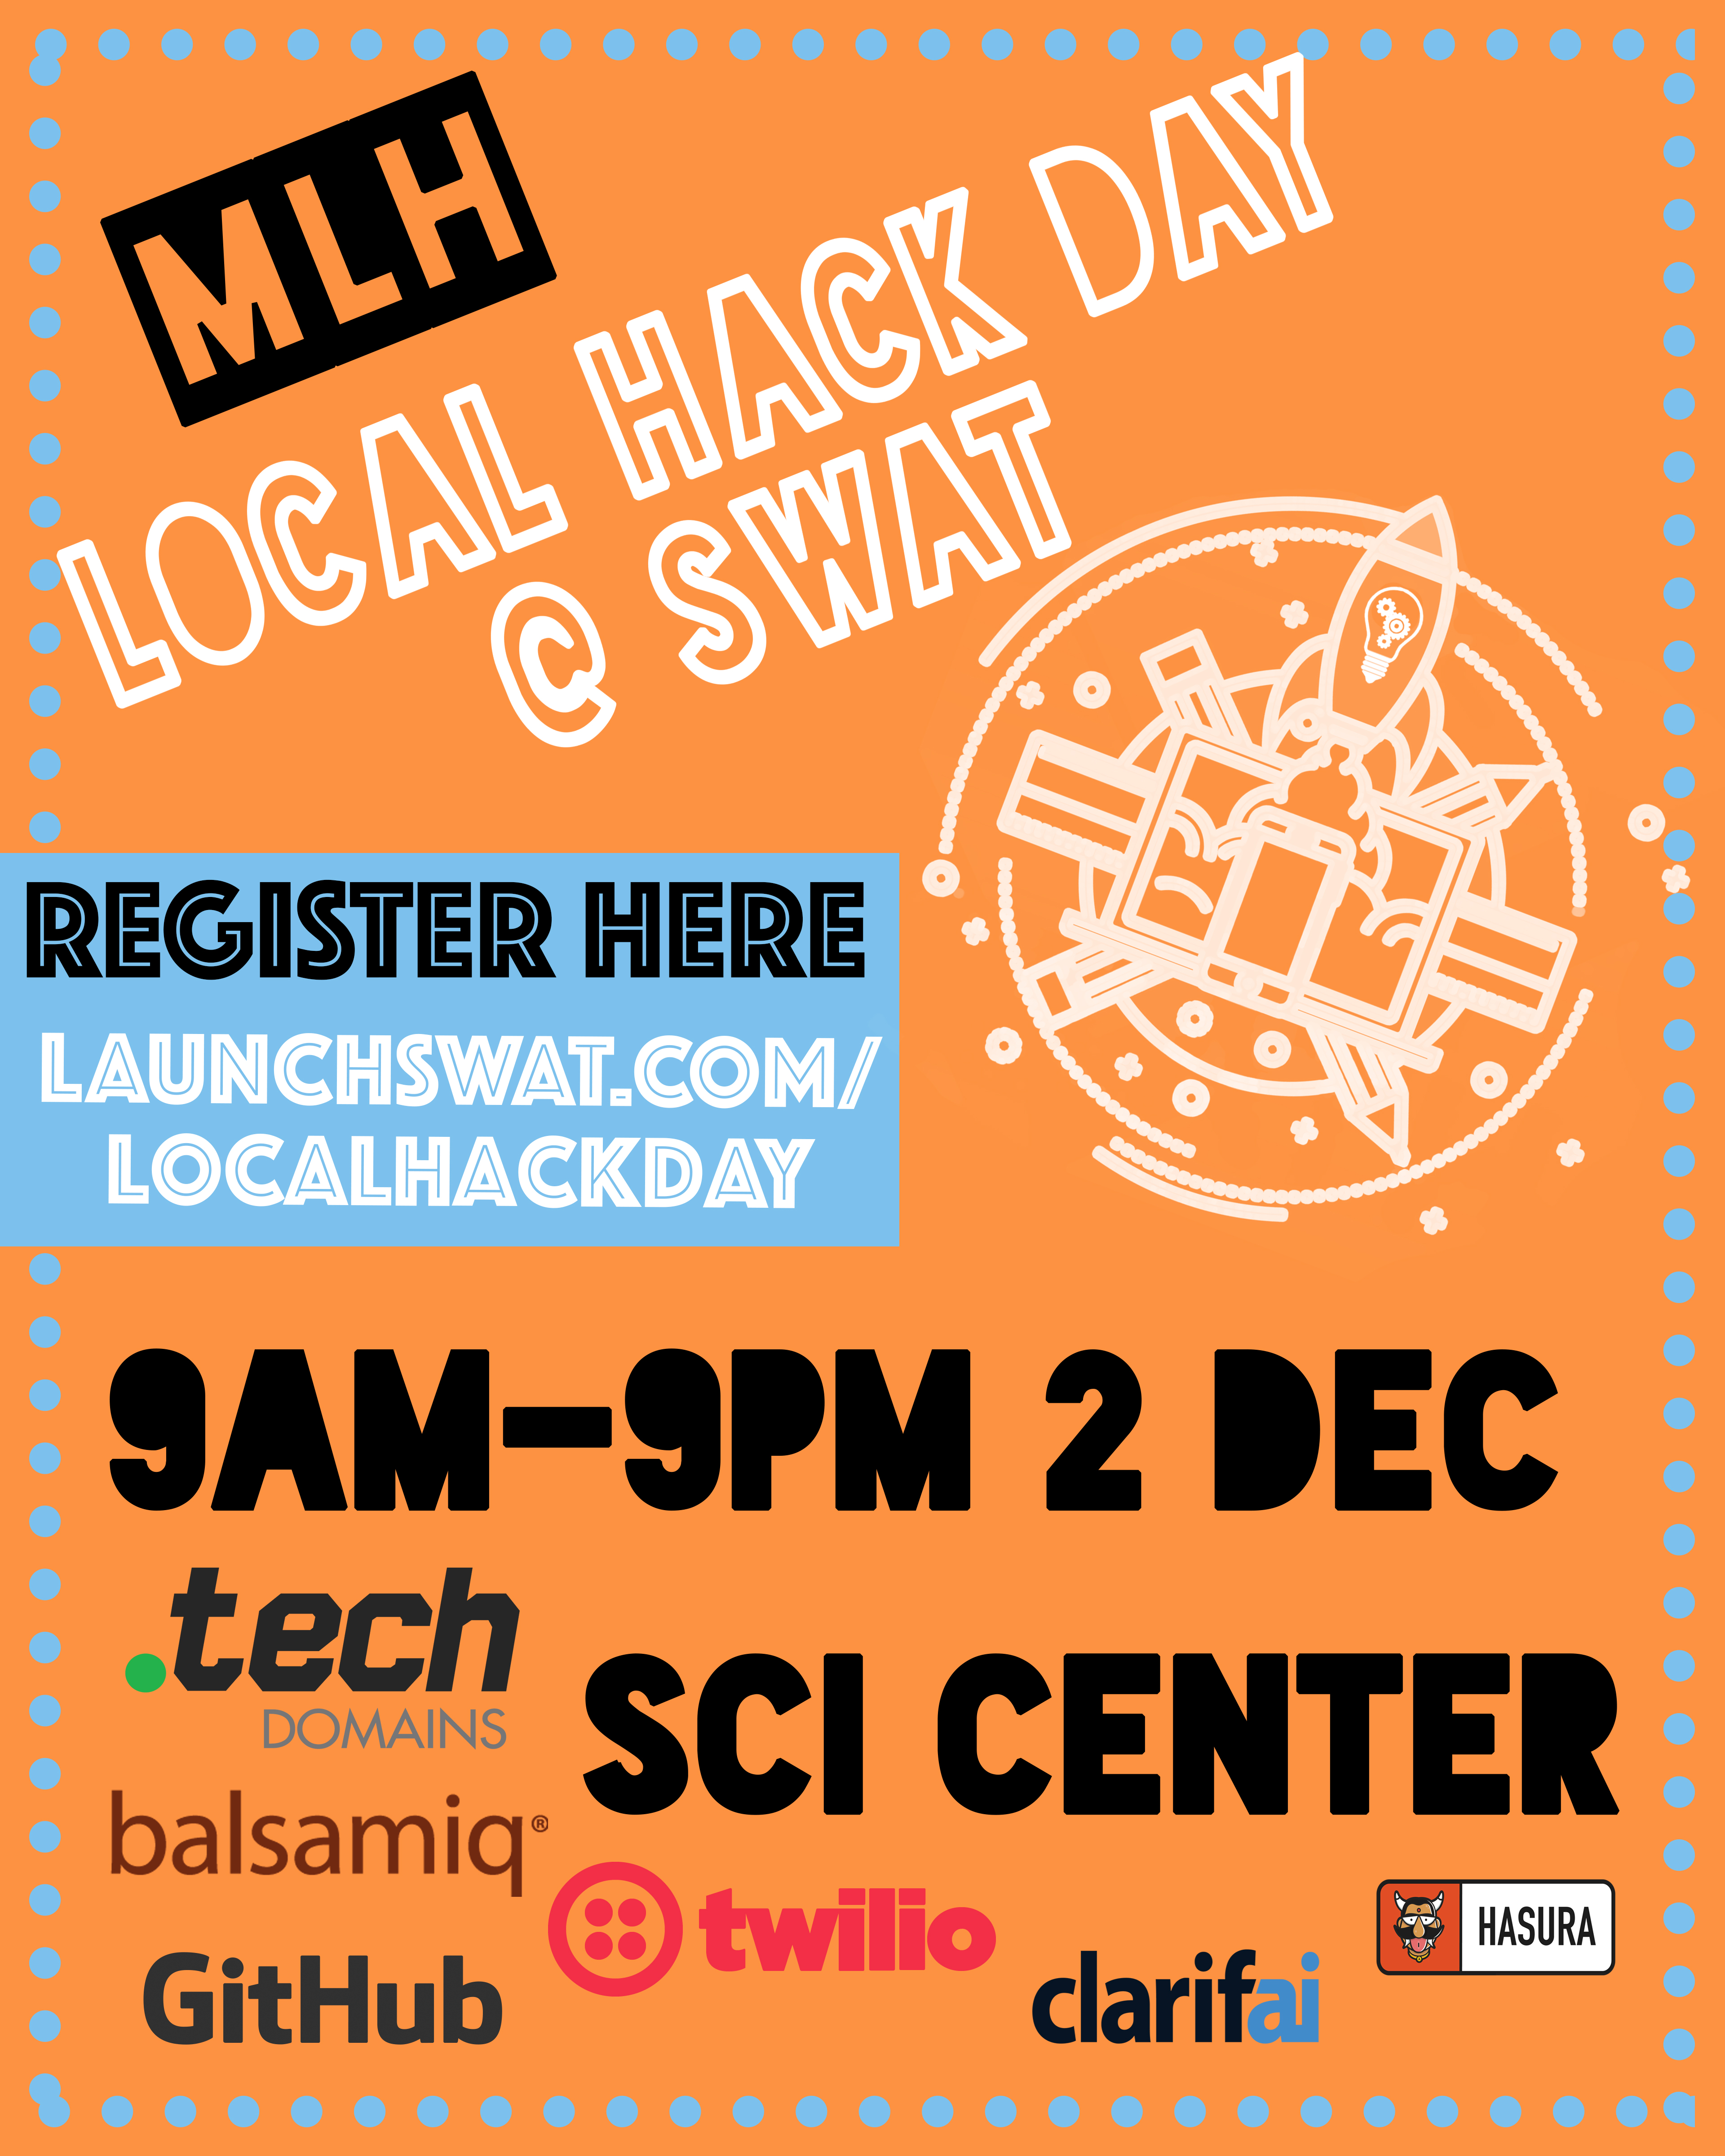 MLH
LOCAL HACK DAY
Q SWAT
REGISTER HERE
LAUNCHSWAT.COM/
LOCALHACKDAY
9AM-9PM 2 DEC
.tech
DOMAINS
SCI CENTER
balsamiq®
twilio
HASURA
GitHub
clarifai